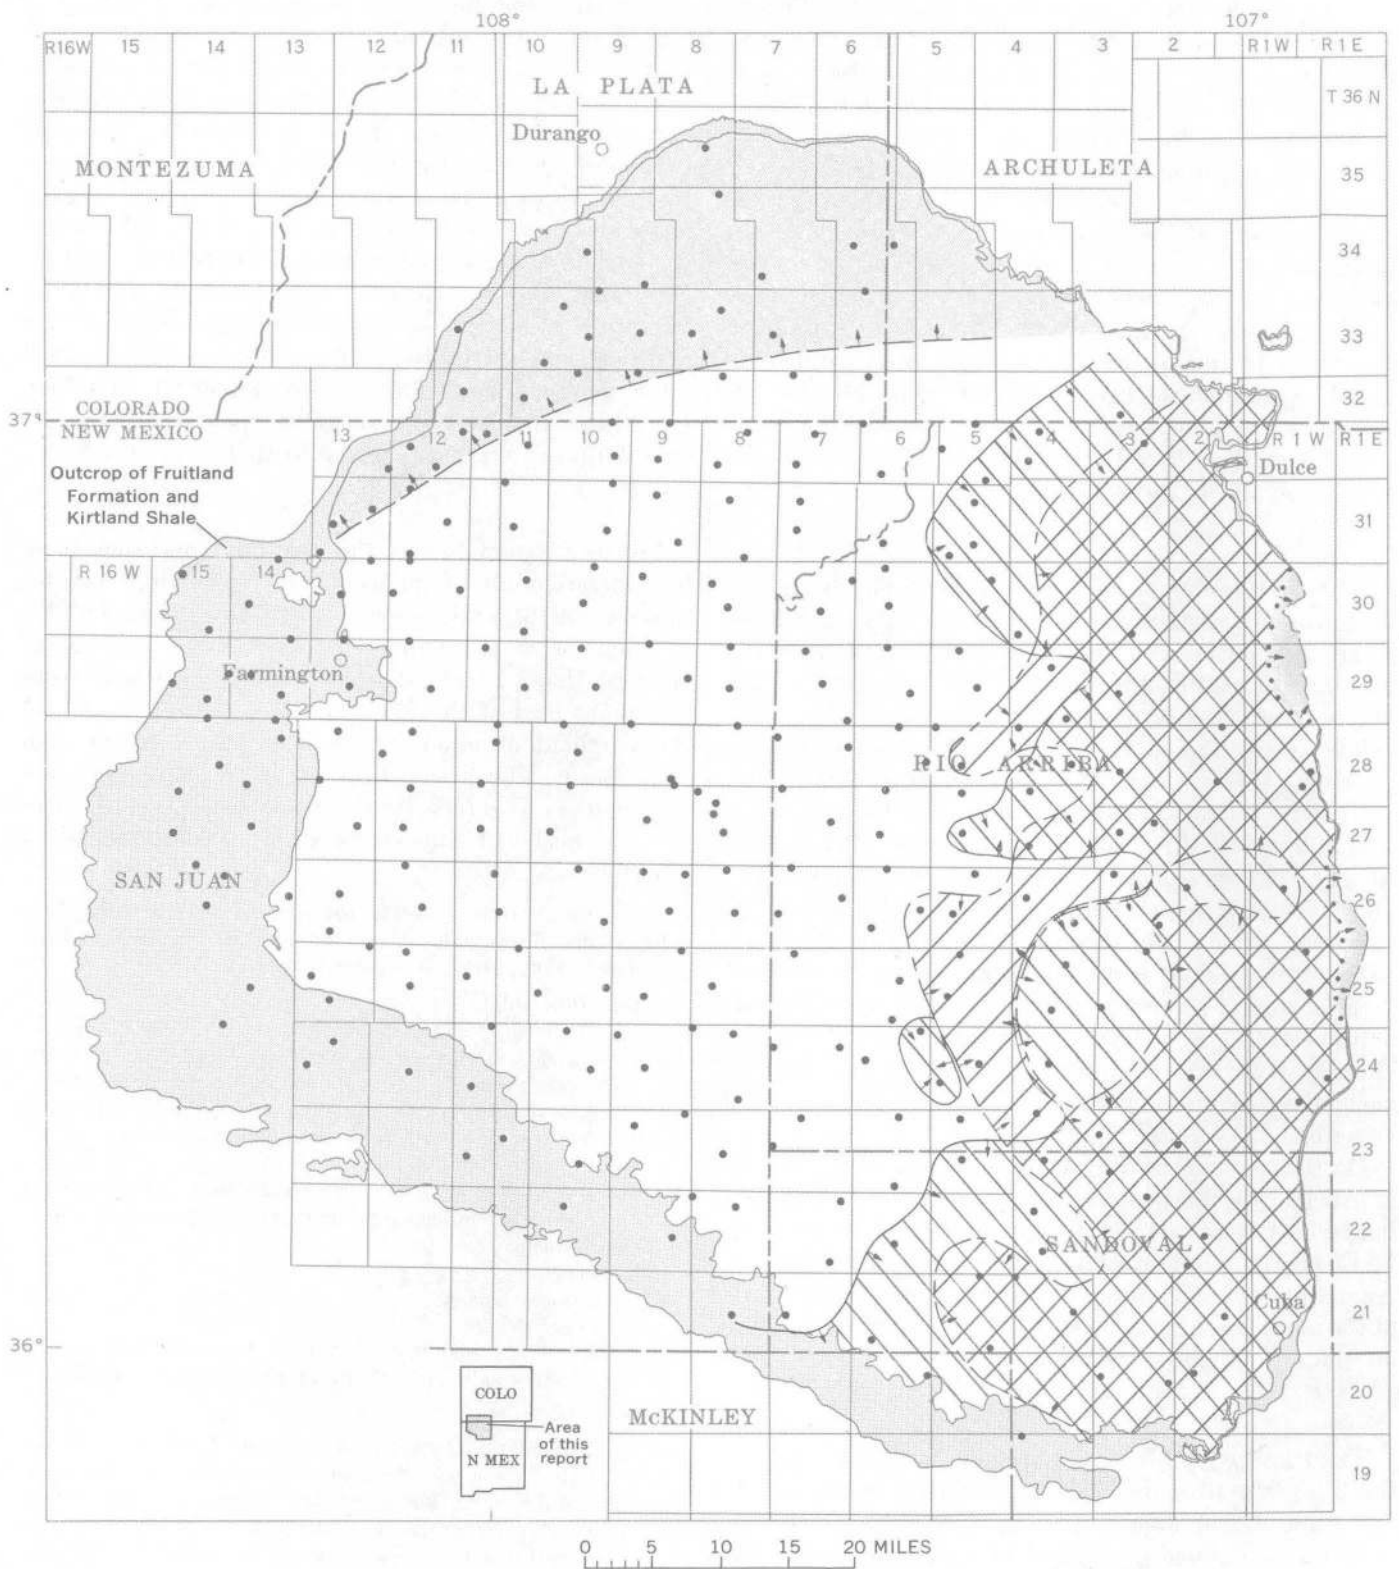 108° 107°
R16W 15 14 13 12 11 10 9 8 7 6 5 4 3 2 R1W R1E
LA PLATA
T 36 N
Durango
MONTEZUMA
ARCHULETA
35
34
33
32
COLORADO
37°
NEW MEXICO
13 12 11 10 9 8 7 6 5 4 3 2 R1W R1E
Outcrop of Fruitland
Formation and
Kirtland Shale
Dulce
31
R 16 W 15 14
30
Farmington
29
RIO ARRIBA
28
27
SAN JUAN
26
25
24
23
22
SANDOVAL
21
Cuba
36°
20
COLO
McKINLEY
Area
of this
report
N MEX
19
0 5 10 15 20 MILES